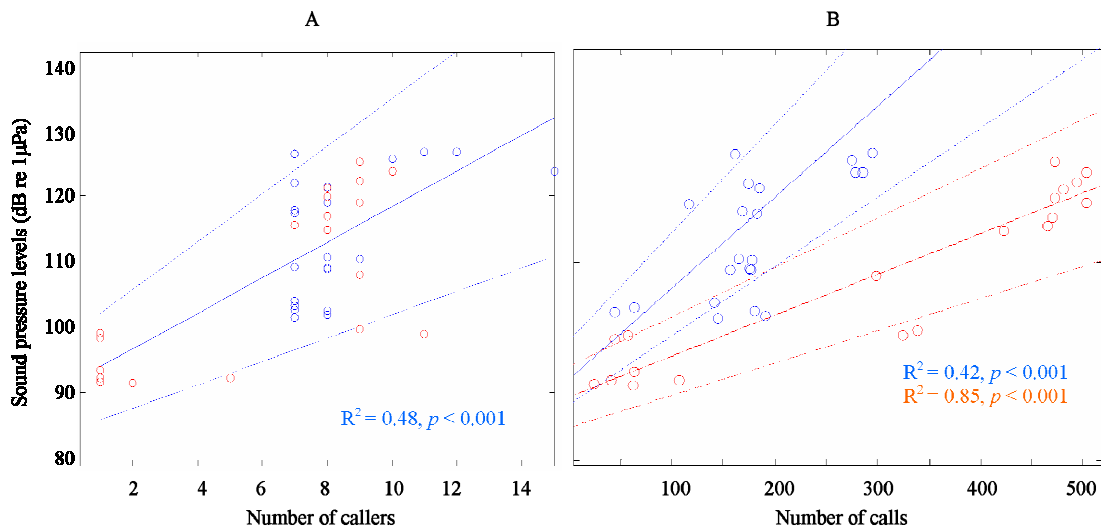 A
B
Sound pressure levels (dB re 1μPa)
140
130
120
110
100
90
80
R² = 0.48, p < 0.001
2
4
6
8
10
12
14
Number of callers
R² = 0.42, p < 0.001
R² = 0.85, p < 0.001
100
200
300
400
500
Number of calls